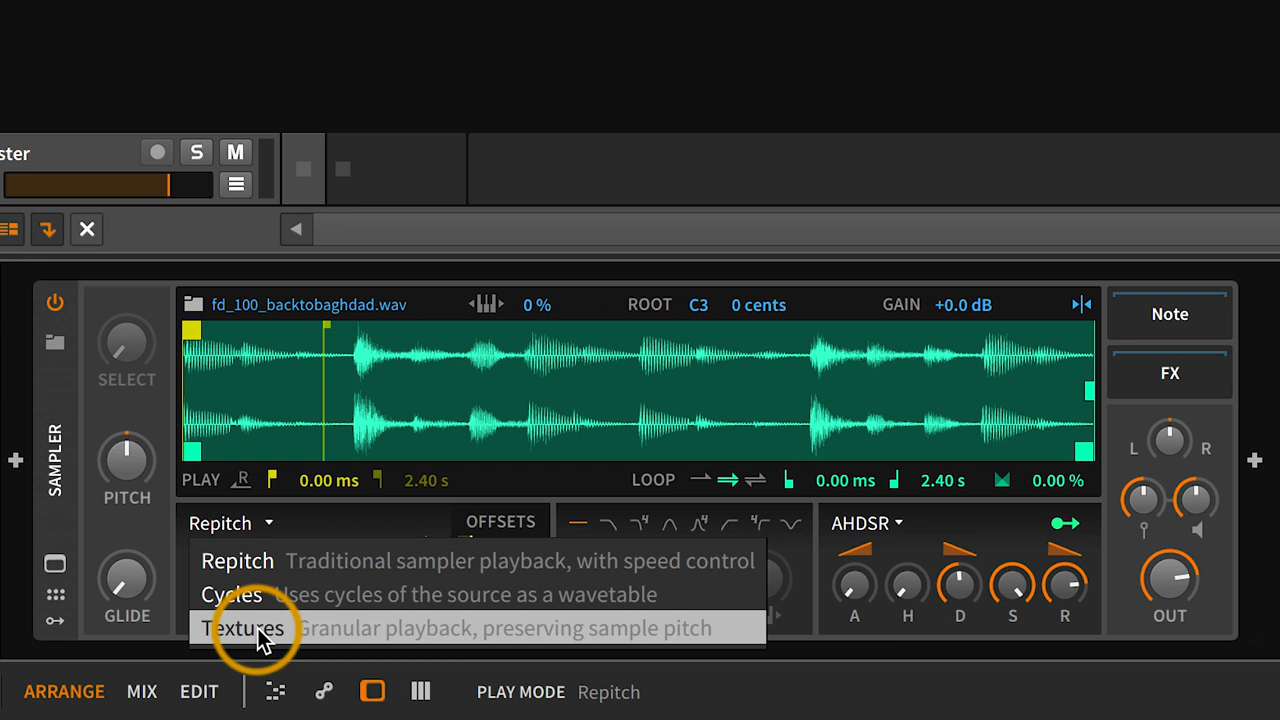 ster
S
M
fd_100_backtobaghdad.wav
0 %
ROOT
C3
0 cents
GAIN
+0.0 dB
SELECT
PITCH
GLIDE
SAMPLER
PLAY
R
0.00 ms
2.40 s
LOOP
0.00 ms
2.40 s
0.00 %
Repitch
OFFSETS
Repitch Traditional sampler playback, with speed control
Cycles Uses cycles of the source as a wavetable
Textures Granular playback, preserving sample pitch
AHDSR
A
H
D
S
R
Note
FX
L
R
OUT
ARRANGE
MIX
EDIT
PLAY MODE Repitch